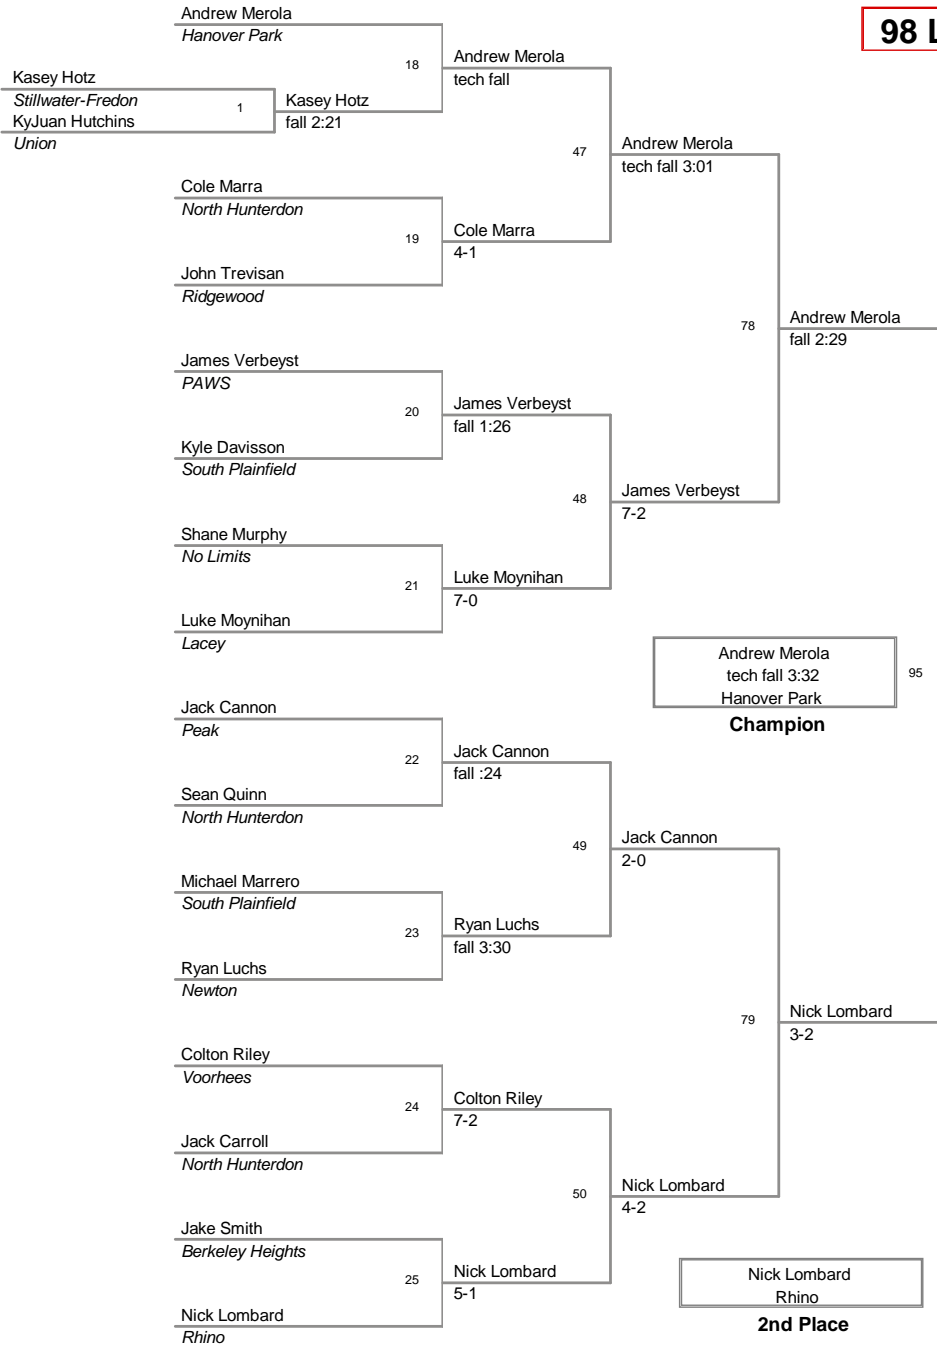 Andrew Merola
Hanover Park
98 L
18
Andrew Merola
tech fall
Kasey Hotz
Stillwater-Fredon
1
Kasey Hotz
fall 2:21
KyJuan Hutchins
Union
47
Andrew Merola
tech fall 3:01
Cole Marra
North Hunterdon
19
Cole Marra
4-1
John Trevisan
Ridgewood
78
Andrew Merola
fall 2:29
James Verbeyst
PAWS
20
James Verbeyst
fall 1:26
Kyle Davisson
South Plainfield
48
James Verbeyst
7-2
Shane Murphy
No Limits
21
Luke Moynihan
7-0
Luke Moynihan
Lacey
Andrew Merola
tech fall 3:32
Hanover Park
95
Champion
Jack Cannon
Peak
22
Jack Cannon
fall :24
Sean Quinn
North Hunterdon
49
Jack Cannon
2-0
Michael Marrero
South Plainfield
23
Ryan Luchs
fall 3:30
Ryan Luchs
Newton
79
Nick Lombard
3-2
Colton Riley
Voorhees
24
Colton Riley
7-2
Jack Carroll
North Hunterdon
50
Nick Lombard
4-2
Jake Smith
Berkeley Heights
25
Nick Lombard
5-1
Nick Lombard
Rhino
Nick Lombard
Rhino
2nd Place